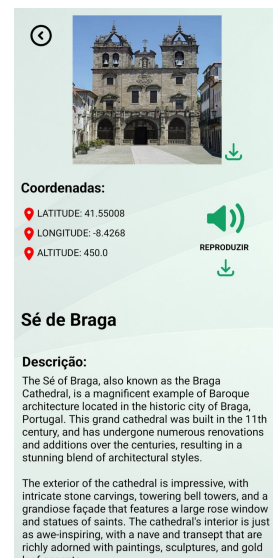 Coordenadas:
LATITUDE: 41.55008
LONGITUDE: -8.4268
ALTITUDE: 450.0
REPRODUZIR
Sé de Braga
Descrição:
The Sé of Braga, also known as the Braga
Cathedral, is a magnificent example of Baroque
architecture located in the historic city of Braga,
Portugal. This grand cathedral was built in the 11th
century, and has undergone numerous renovations
and additions over the centuries, resulting in a
stunning blend of architectural styles.
The exterior of the cathedral is impressive, with
intricate stone carvings, towering bell towers, and a
grandiose façade that features a large rose window
and statues of saints. The cathedral's interior is just
as awe-inspiring, with a nave and transept that are
richly adorned with paintings, sculptures, and gold